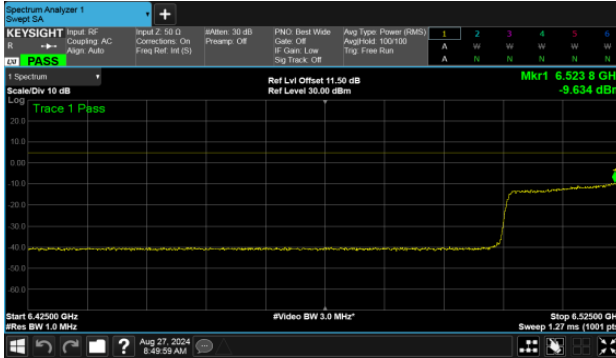 Spectrum Analyzer 1
Swept SA
KEYSIGHT Input: RF Input Z: 50 Ω #Atten: 30 dB PNO: Best Wide Avg Type: Power (RMS) 1 2 3 4 5 6
R Coupling: AC Corrections: On Preamp: Off Gate: Off Avg|Hold: 100/100 A W W W W W
Align: Auto Freq Ref: Int (S) IF Gain: Low Trig: Free Run
LXI PASS Sig Track: Off A N N N N N
1 Spectrum
Ref Lvl Offset 11.50 dB Mkr1 6.523 8 GH
Scale/Div 10 dB Ref Level 30.00 dBm -9.634 dBr
Log
Trace 1 Pass
20.0
10.0
0.00
-10.0
-20.0
-30.0
-40.0
-50.0
-60.0
Start 6.42500 GHz #Video BW 3.0 MHz* Stop 6.52500 GH
#Res BW 1.0 MHz Sweep 1.27 ms (1001 pts
? Aug 27, 2024
8:49:59 AM